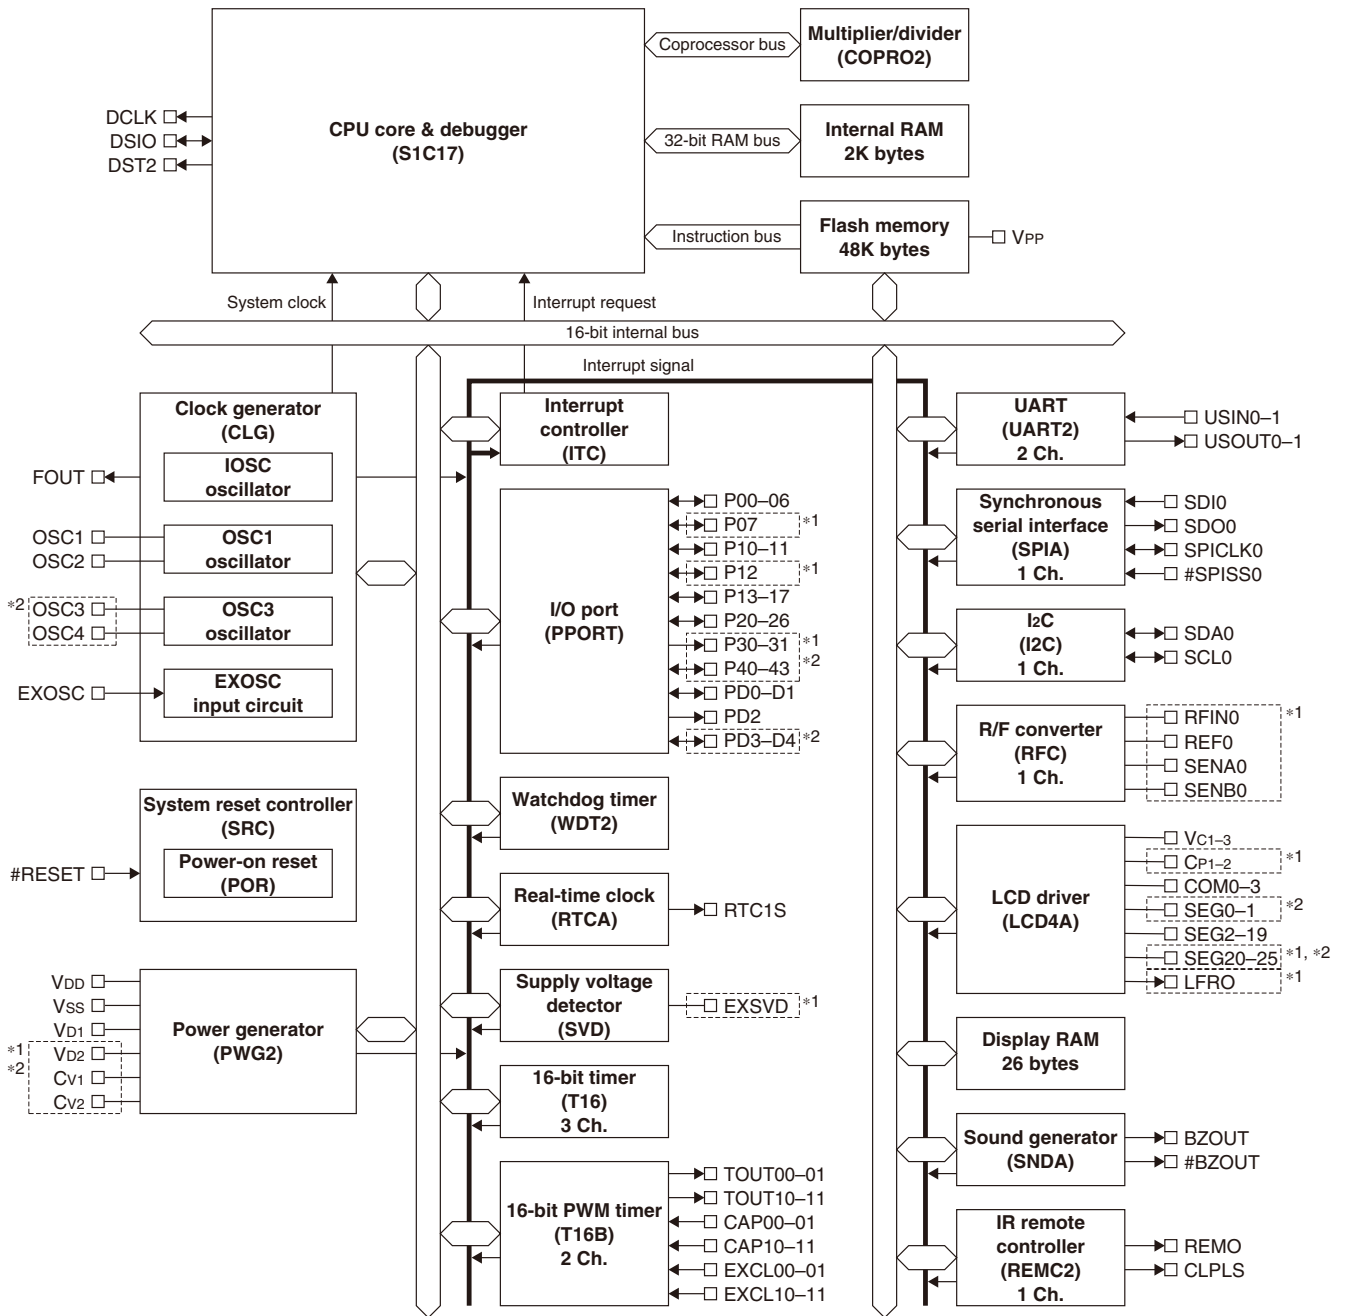 Coprocessor bus
Multiplier/divider
(COPRO2)
DCLK
DSIO
DST2
CPU core & debugger
(S1C17)
32-bit RAM bus
Internal RAM
2K bytes
Instruction bus
Flash memory
48K bytes
VPP
System clock
Interrupt request
16-bit internal bus
Interrupt signal
Clock generator
(CLG)
IOSC
oscillator
FOUT
OSC1
OSC2
OSC1
oscillator
*2
OSC3
OSC4
OSC3
oscillator
EXOSC
EXOSC
input circuit
System reset controller
(SRC)
#RESET
Power-on reset
(POR)
VDD
VSS
VD1
*1
*2
VD2
CV1
CV2
Power generator
(PWG2)
Interrupt
controller
(ITC)
I/O port
(PPORT)
P00–06
P07 *1
P10–11
P12 *1
P13–17
P20–26
P30–31 *1
P40–43 *2
PD0–D1
PD2
PD3–D4 *2
Watchdog timer
(WDT2)
Real-time clock
(RTCA)
RTC1S
Supply voltage
detector
(SVD)
EXSVD *1
16-bit timer
(T16)
3 Ch.
16-bit PWM timer
(T16B)
2 Ch.
TOUT00–01
TOUT10–11
CAP00–01
CAP10–11
EXCL00–01
EXCL10–11
UART
(UART2)
2 Ch.
USIN0–1
USOUT0–1
Synchronous
serial interface
(SPIA)
1 Ch.
SDI0
SDO0
SPICLK0
#SPISS0
I2C
(I2C)
1 Ch.
SDA0
SCL0
R/F converter
(RFC)
1 Ch.
RFIN0 *1
REF0
SENA0
SENB0
LCD driver
(LCD4A)
VC1–3
CP1–2 *1
COM0–3
SEG0–1 *2
SEG2–19
SEG20–25 *1, *2
LFRO *1
Display RAM
26 bytes
Sound generator
(SNDA)
BZOUT
#BZOUT
IR remote
controller
(REMC2)
1 Ch.
REMO
CLPLS